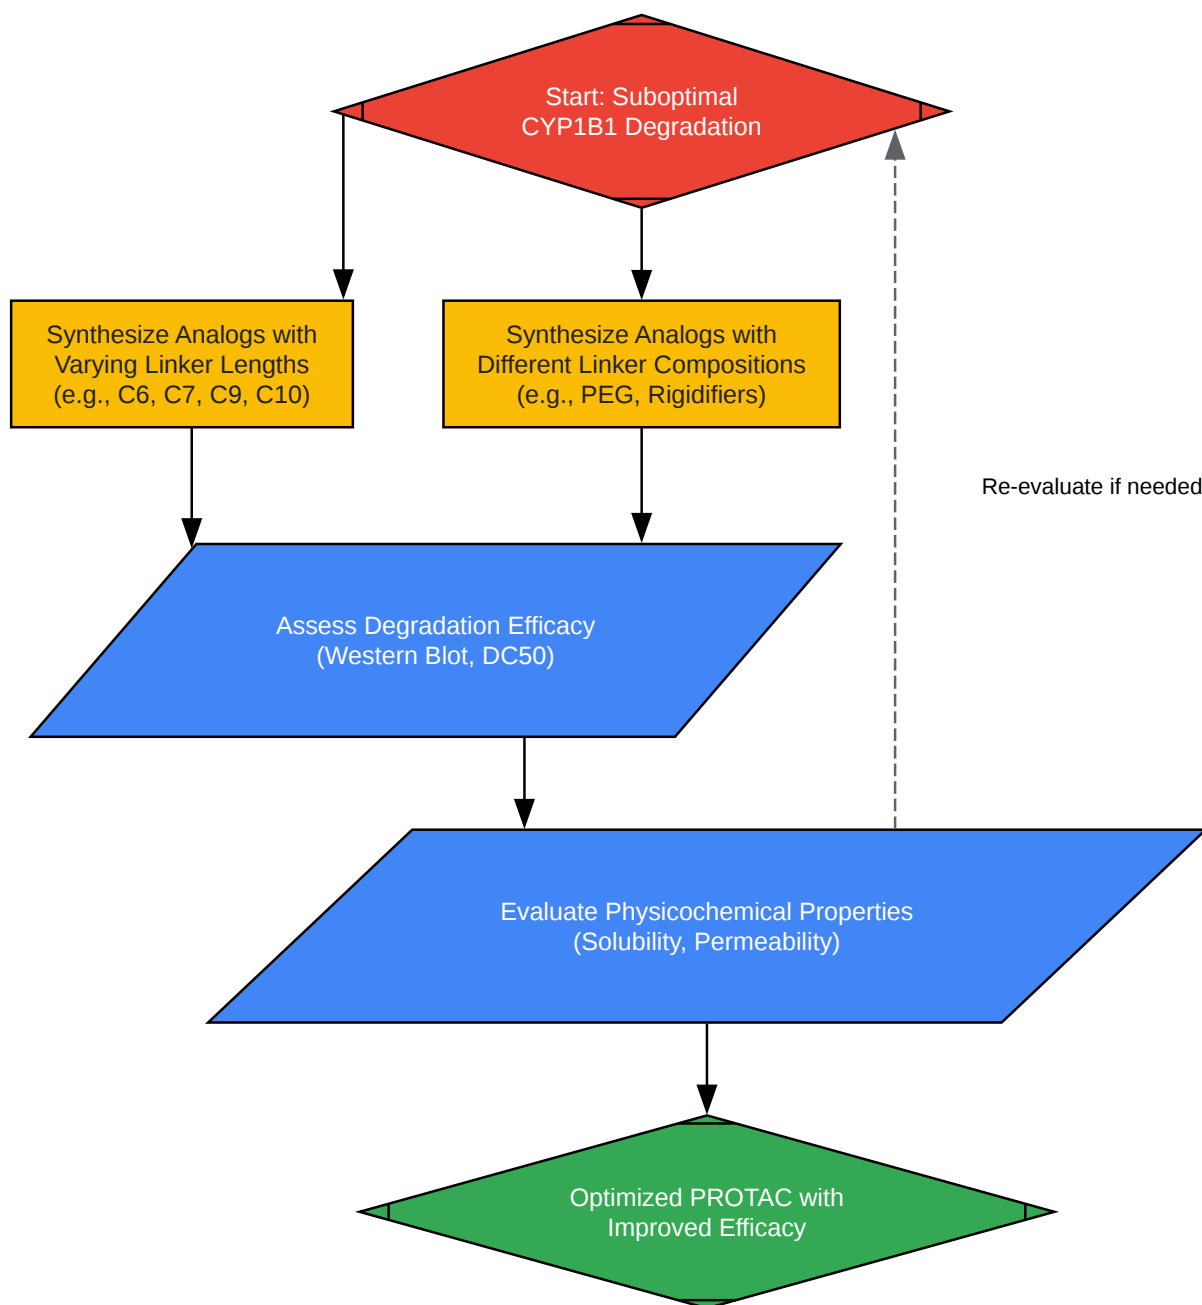 Start: Suboptimal
CYP1B1 Degradation
Synthesize Analogs with
Varying Linker Lengths
(e.g., C6, C7, C9, C10)
Synthesize Analogs with
Different Linker Compositions
(e.g., PEG, Rigidifiers)
Re-evaluate if needed
Assess Degradation Efficacy
(Western Blot, DC50)
Evaluate Physicochemical Properties
(Solubility, Permeability)
Optimized PROTAC with
Improved Efficacy